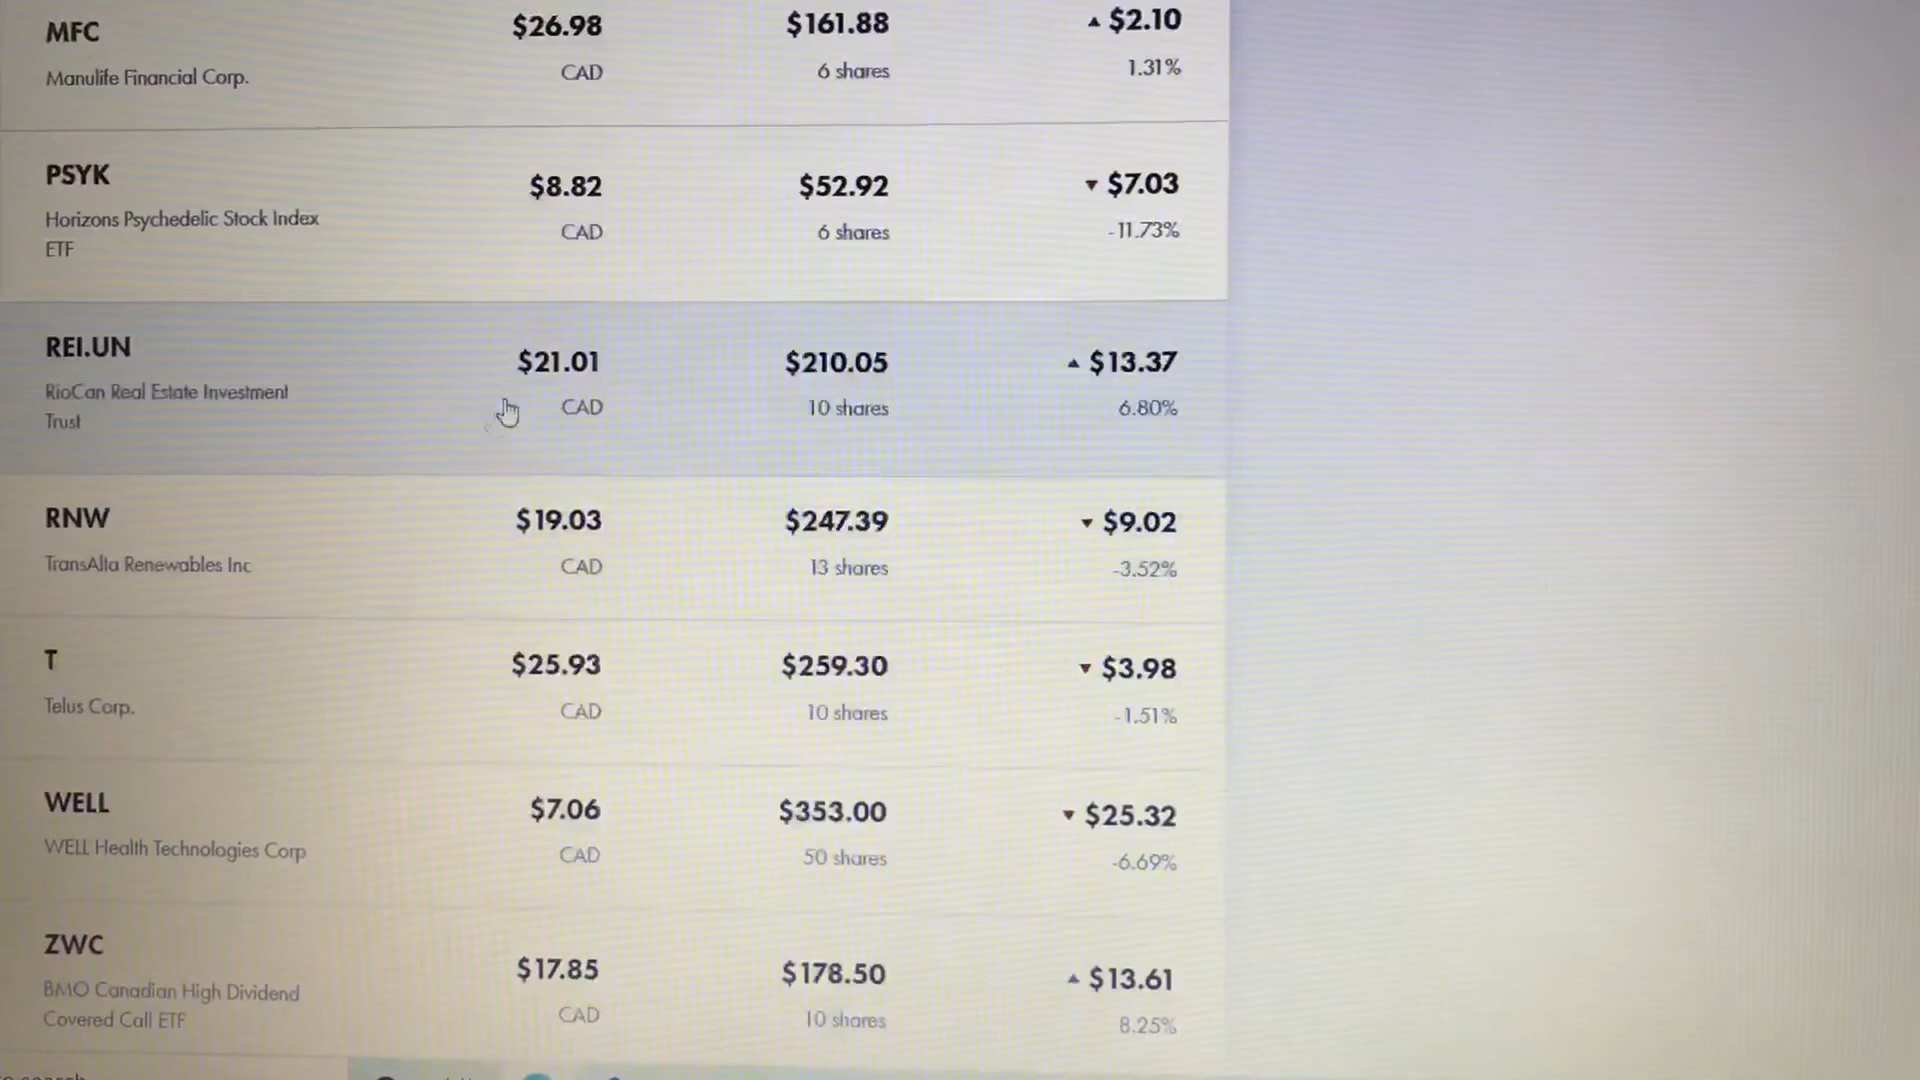 MFC $26.98 $161.88 ▲ $2.10
Manulife Financial Corp. CAD 6 shares 1.31%
PSYK $8.82 $52.92 ▼ $7.03
Horizons Psychedelic Stock Index CAD 6 shares -11.73%
ETF
REI.UN $21.01 $210.05 ▲ $13.37
RioCan Real Estate Investment CAD 10 shares 6.80%
Trust
RNW $19.03 $247.39 ▼ $9.02
TransAlta Renewables Inc CAD 13 shares -3.52%
T $25.93 $259.30 ▼ $3.98
Telus Corp. CAD 10 shares -1.51%
WELL $7.06 $353.00 ▼ $25.32
WELL Health Technologies Corp CAD 50 shares -6.69%
ZWC $17.85 $178.50 ▲ $13.61
BMO Canadian High Dividend CAD 10 shares 8.25%
Covered Call ETF